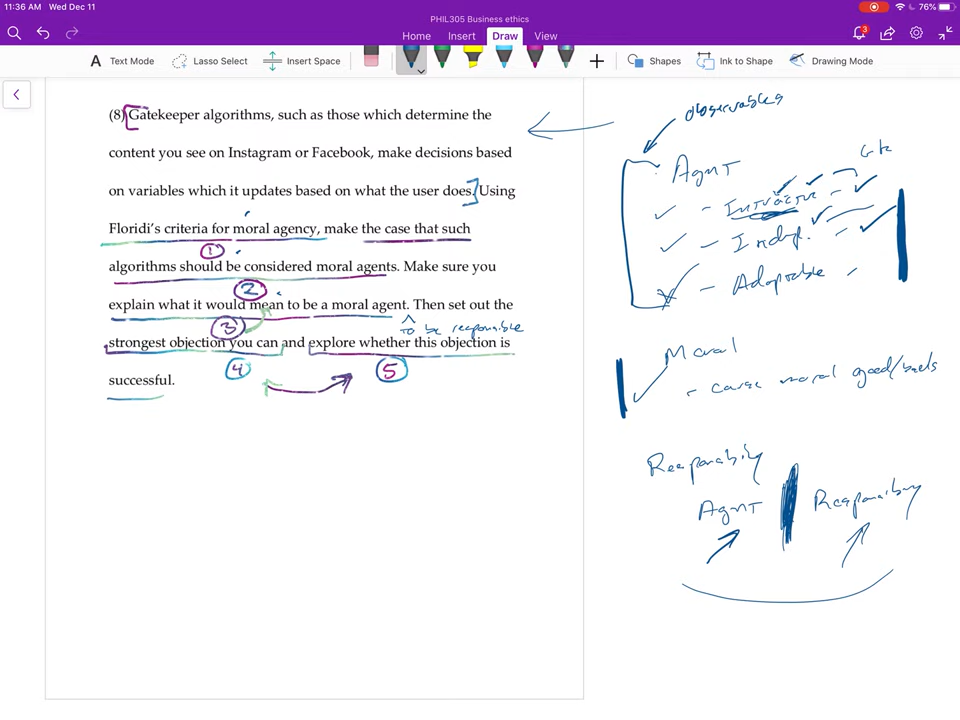 11:36 AM Wed Dec 11
76%
PHIL305 Business ethics
Home Insert Draw View
3
A Text Mode Lasso Select Insert Space Shapes Ink to Shape Drawing Mode
(8) Gatekeeper algorithms, such as those which determine the
content you see on Instagram or Facebook, make decisions based
on variables which it updates based on what the user does. Using
Floridi's criteria for moral agency, make the case that such
①
algorithms should be considered moral agents. Make sure you
②
explain what it would mean to be a moral agent. Then set out the
③ to be responsible
strongest objection you can and explore whether this objection is
④ ⑤
successful.
observables
Agnt
- Intractive -
- Indep. -
- Adaptable
Moral
- cause moral good/bads
Responsibility
Agnt
Responsibility